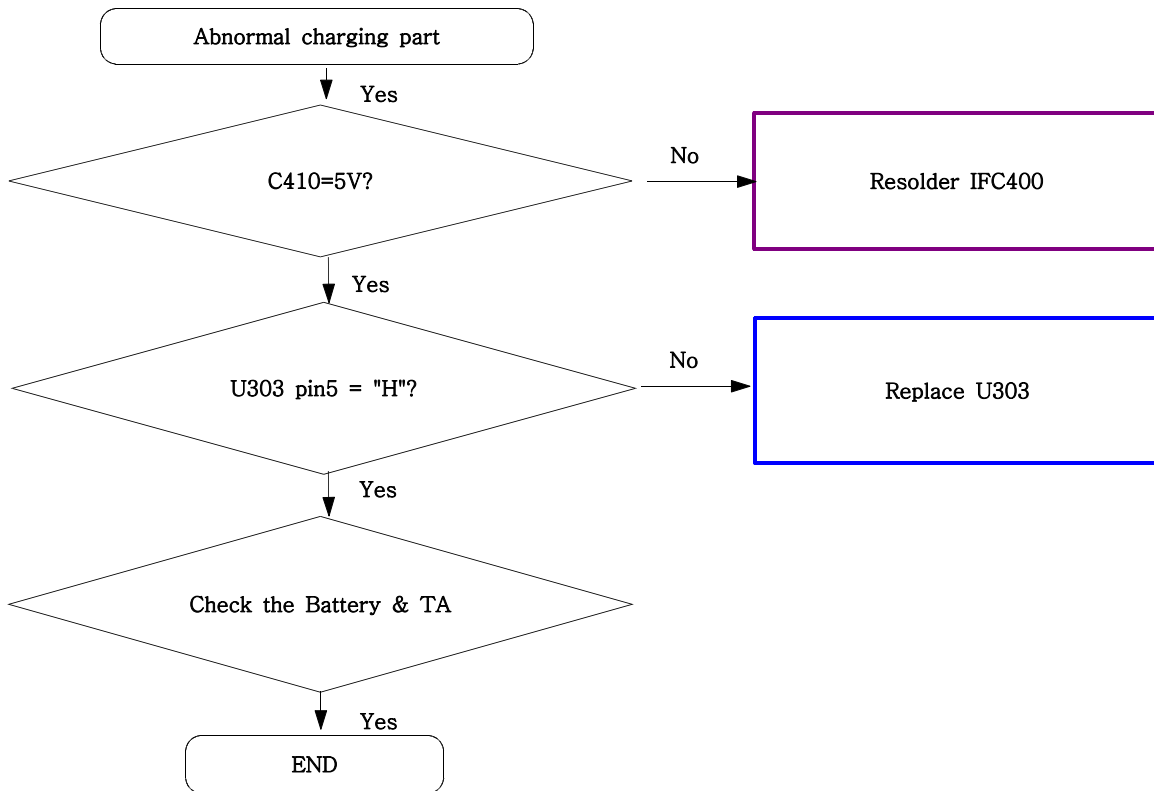 Abnormal charging part
Yes
C410=5V?
No
Resolder IFC400
Yes
U303 pin5 = "H"?
No
Replace U303
Yes
Check the Battery & TA
Yes
END